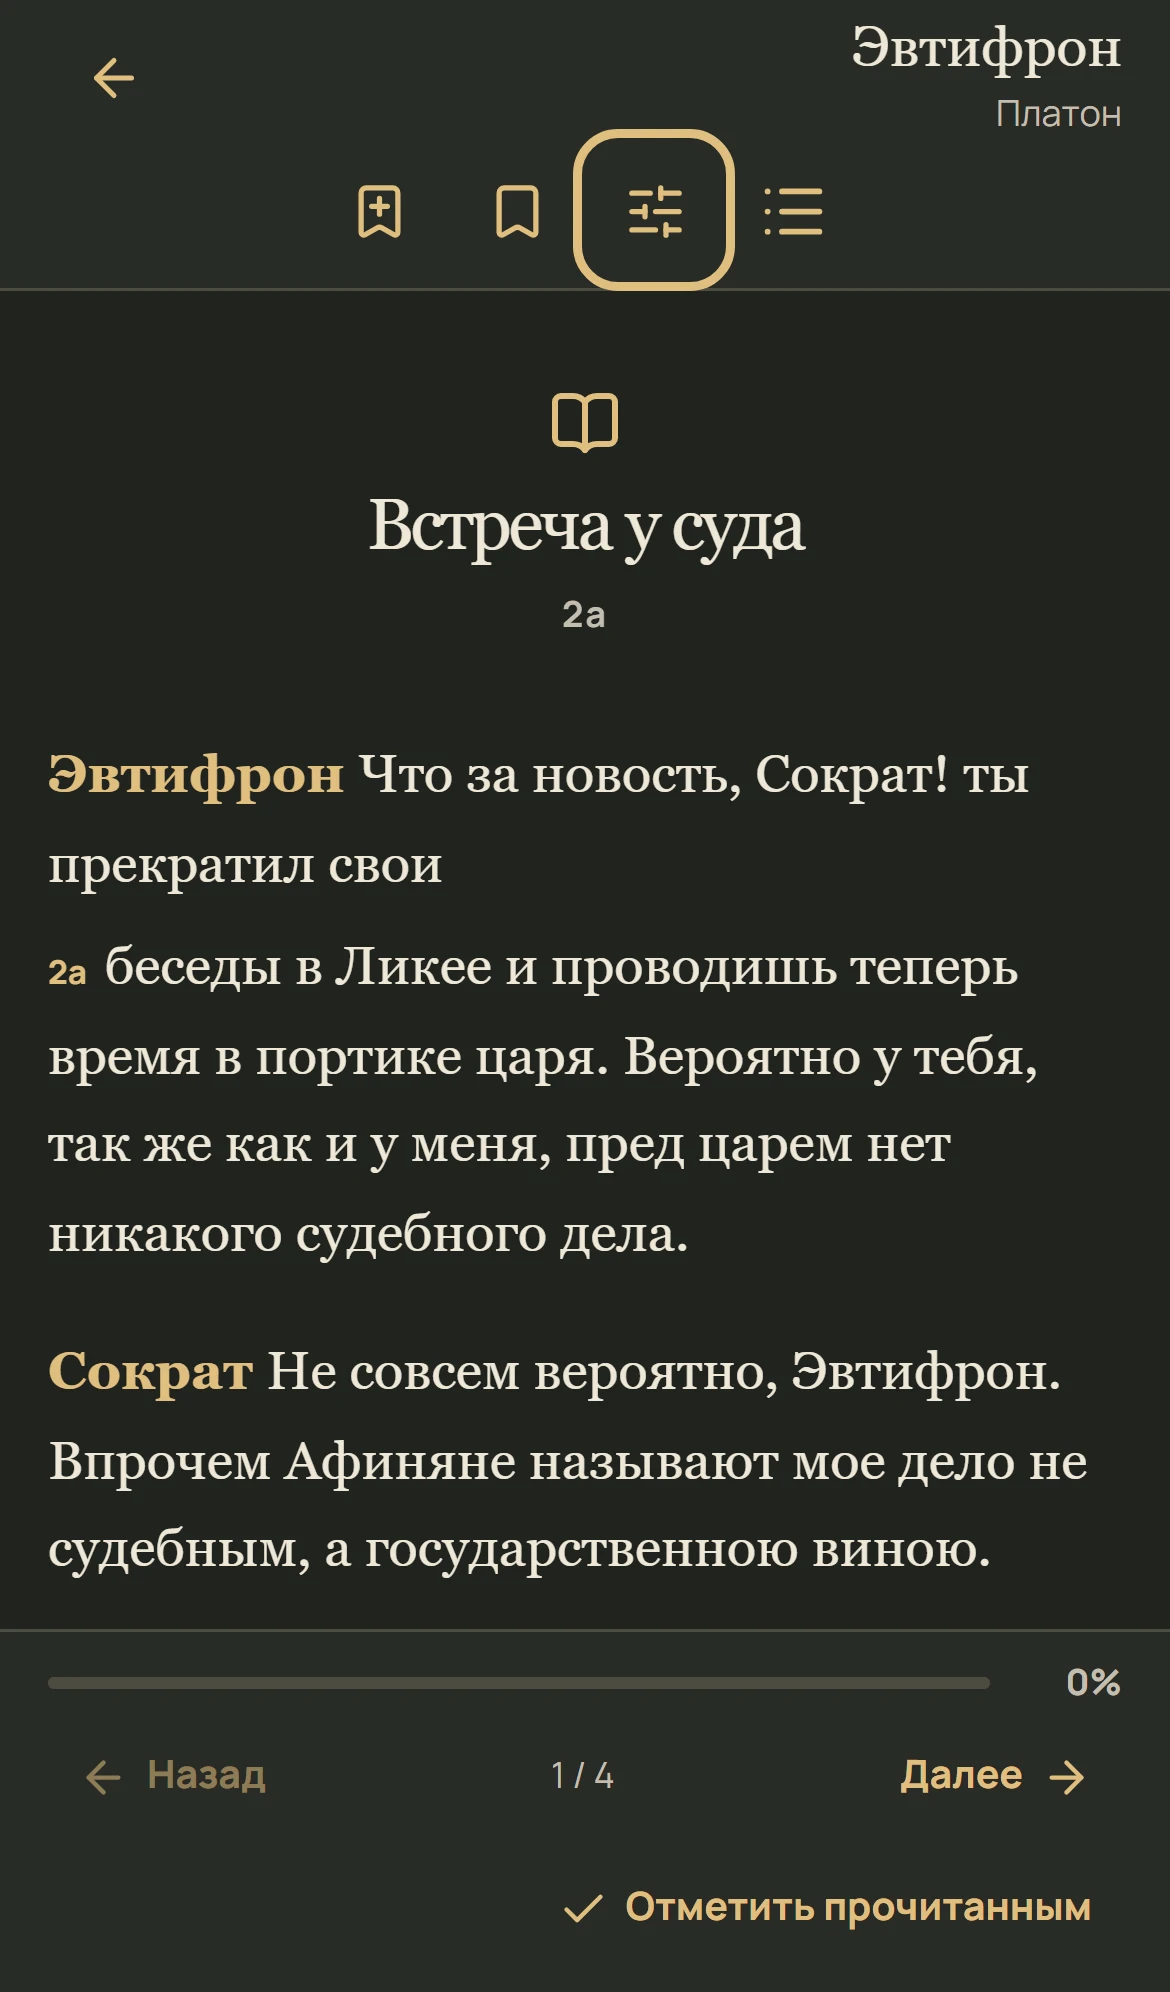 Эвтифрон
Платон
Встреча у суда
2a
Эвтифрон Что за новость, Сократ! ты
прекратил свои
2a беседы в Ликее и проводишь теперь
время в портике царя. Вероятно у тебя,
так же как и у меня, пред царем нет
никакого судебного дела.
Сократ Не совсем вероятно, Эвтифрон.
Впрочем Афиняне называют мое дело не
судебным, а государственною виною.
0%
Назад
1 / 4
Далее
Отметить прочитанным